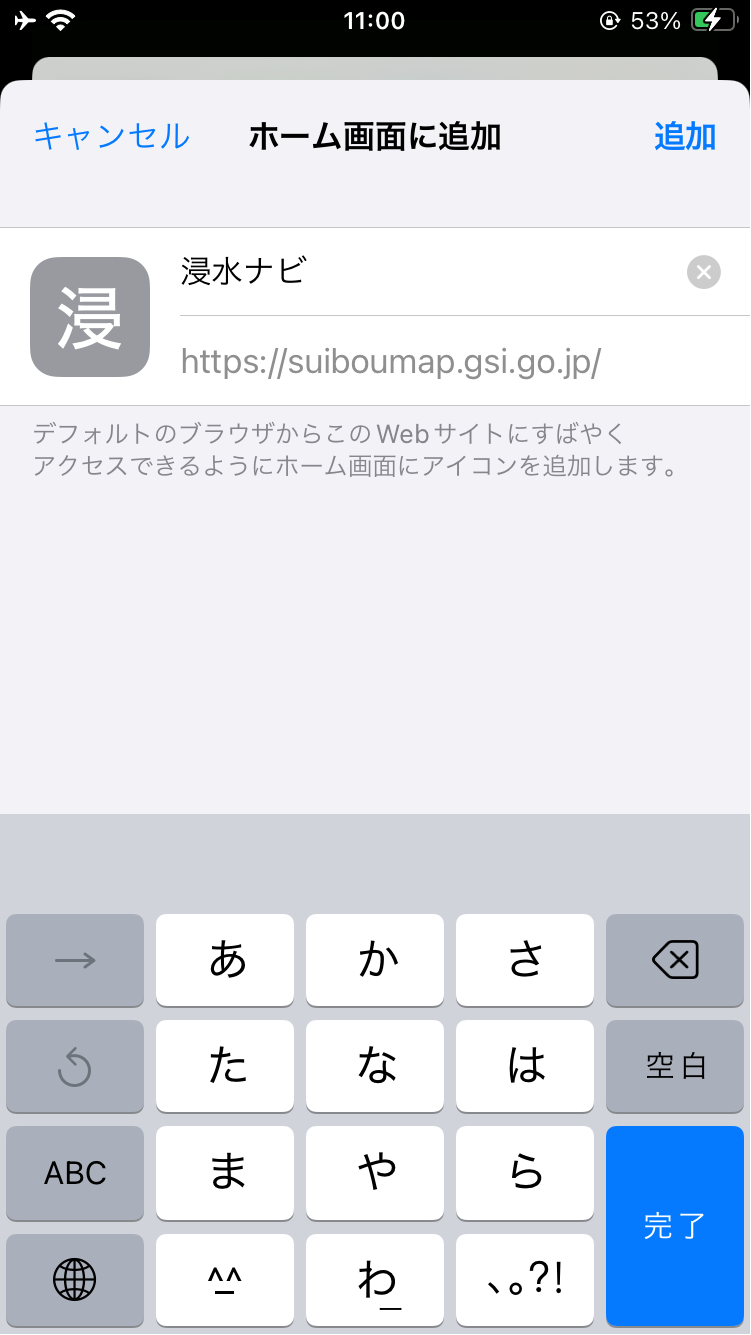 11:00
53%
キャンセル
ホーム画面に追加
追加
浸
浸水ナビ
https://suiboumap.gsi.go.jp/
デフォルトのブラウザからこのWebサイトにすばやく
アクセスできるようにホーム画面にアイコンを追加します。
→ あ か さ
た な は 空白
ABC ま や ら
完了
^_^ わ_ 、。?!